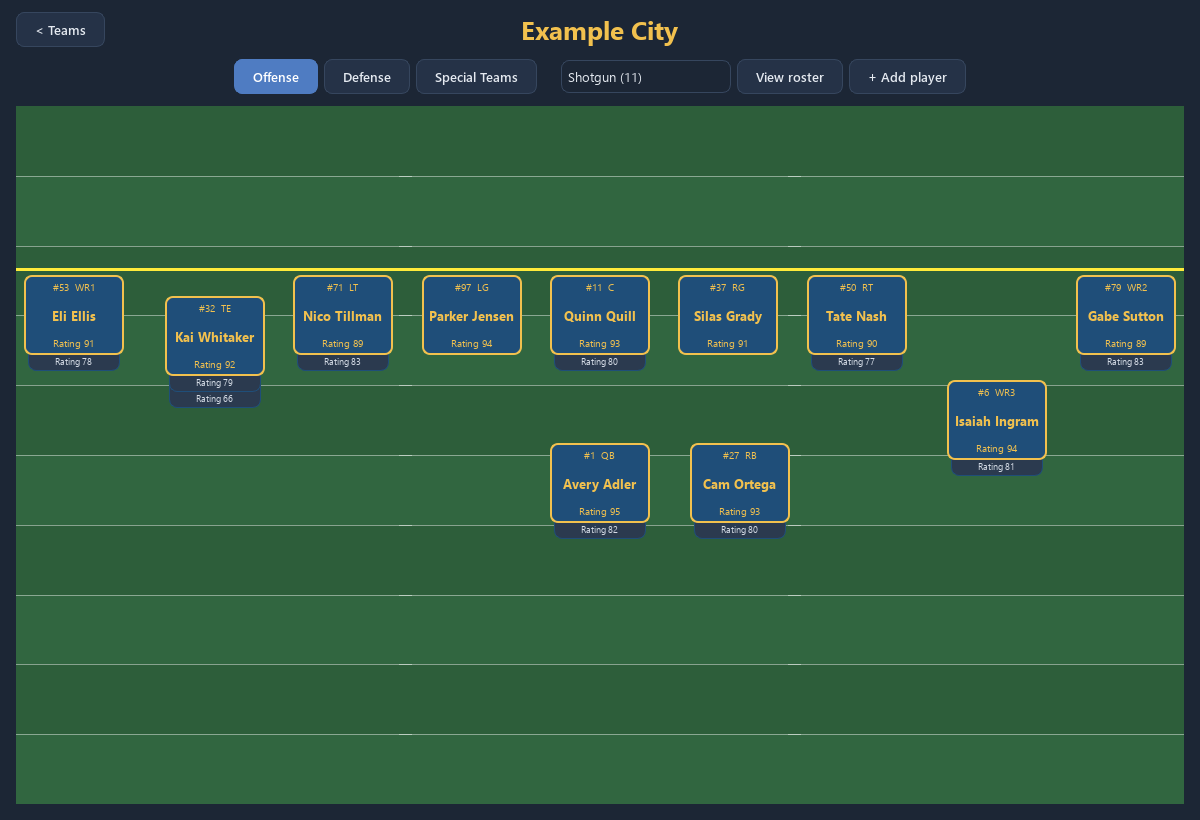 < Teams
Example City
Offense
Defense
Special Teams
Shotgun (11)
View roster
+ Add player
#53 WR1
Eli Ellis
Rating 91
Rating 78
#32 TE
Kai Whitaker
Rating 92
Rating 79
Rating 66
#71 LT
Nico Tillman
Rating 89
Rating 83
#97 LG
Parker Jensen
Rating 94
#11 C
Quinn Quill
Rating 93
Rating 80
#37 RG
Silas Grady
Rating 91
#50 RT
Tate Nash
Rating 90
Rating 77
#79 WR2
Gabe Sutton
Rating 89
Rating 83
#6 WR3
Isaiah Ingram
Rating 94
Rating 81
#1 QB
Avery Adler
Rating 95
Rating 82
#27 RB
Cam Ortega
Rating 93
Rating 80